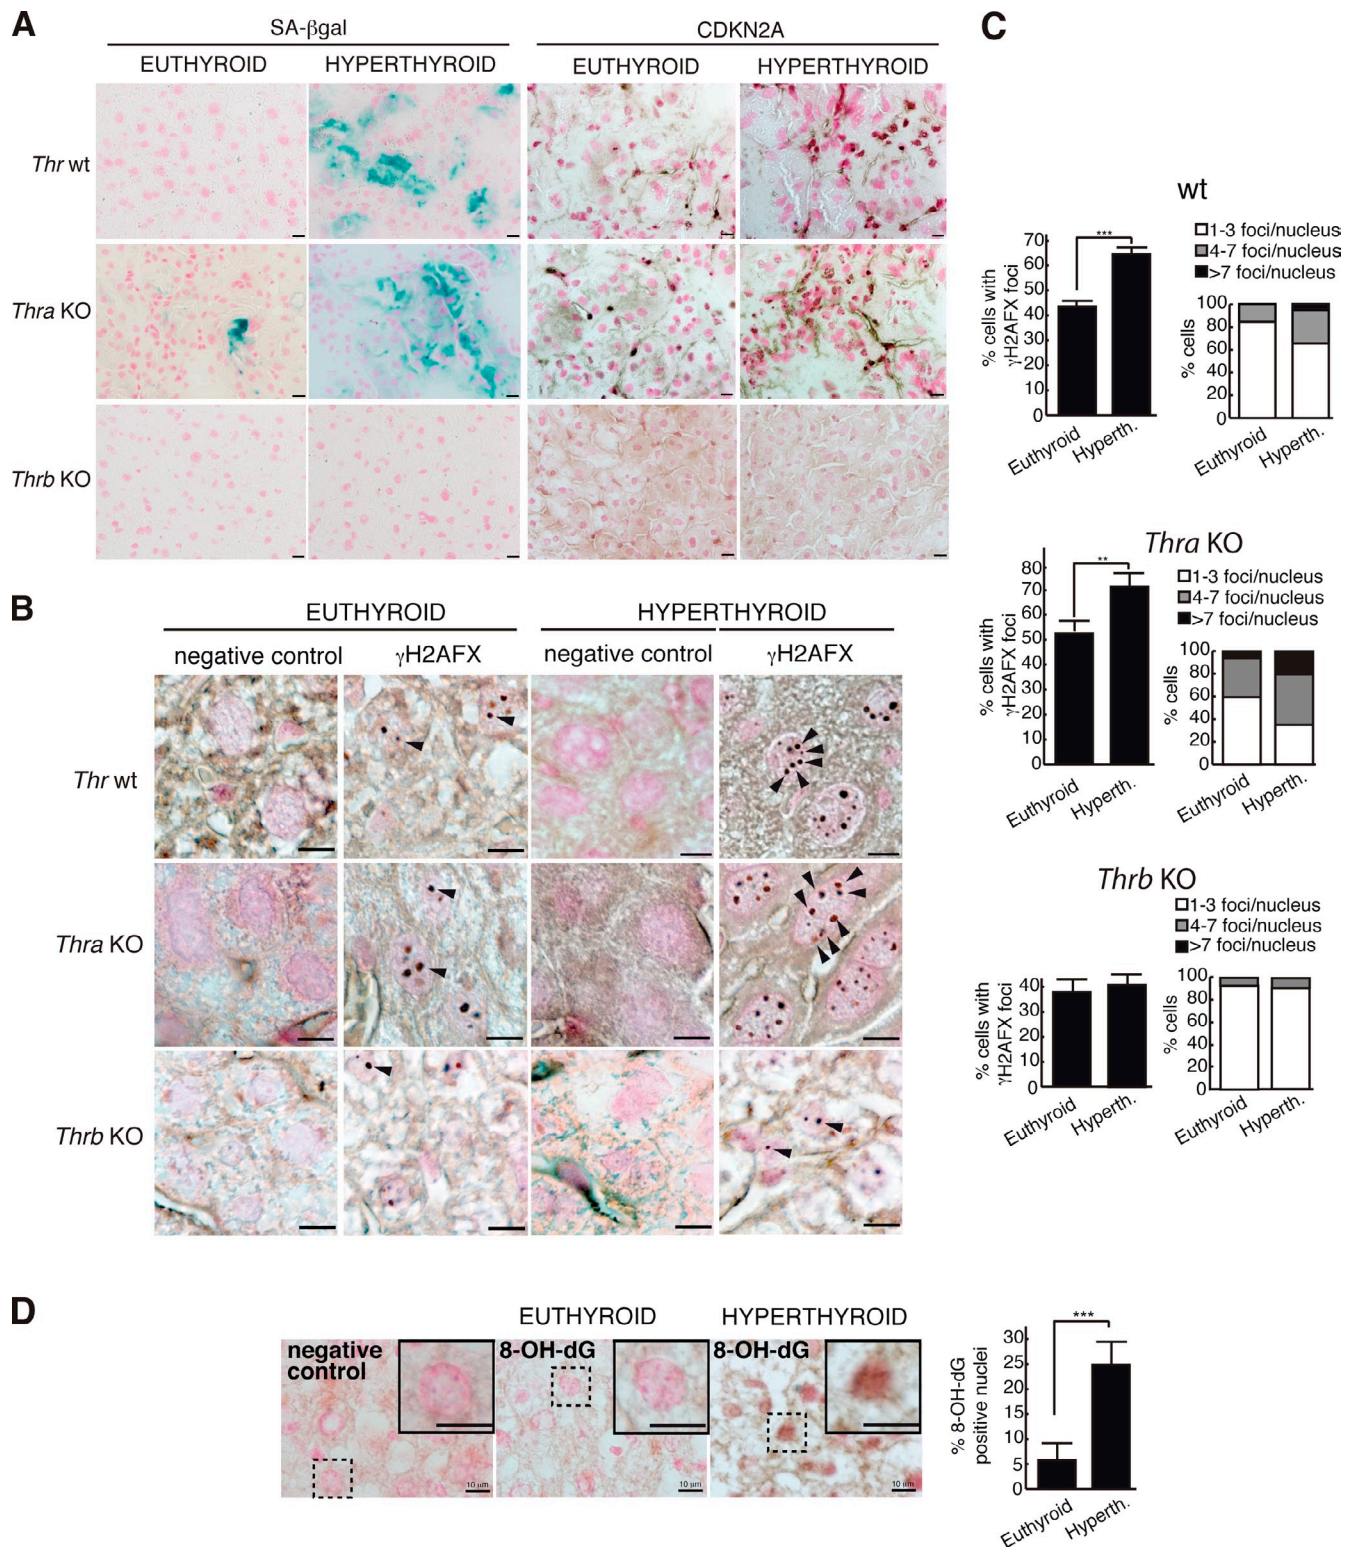 A
SA-βgal
CDKN2A
EUTHYROID
HYPERTHYROID
EUTHYROID
HYPERTHYROID
Thr wt
Thra KO
Thrb KO
B
EUTHYROID
HYPERTHYROID
negative control
γH2AFX
negative control
γH2AFX
Thr wt
Thra KO
Thrb KO
C
wt
1-3 foci/nucleus
4-7 foci/nucleus
>7 foci/nucleus
% cells with
γH2AFX foci
70
60
50
40
30
20
10
0
***
Euthyroid
Hyperth.
% cells
100
80
60
40
20
0
Euthyroid
Hyperth.
Thra KO
1-3 foci/nucleus
4-7 foci/nucleus
>7 foci/nucleus
% cells with
γH2AFX foci
80
70
60
50
40
30
20
10
0
**
Euthyroid
Hyperth.
% cells
100
80
60
40
20
0
Euthyroid
Hyperth.
Thrb KO
1-3 foci/nucleus
4-7 foci/nucleus
>7 foci/nucleus
% cells with
γH2AFX foci
40
30
20
10
0
Euthyroid
Hyperth.
% cells
100
80
60
40
20
0
Euthyroid
Hyperth.
D
EUTHYROID
HYPERTHYROID
negative
control
8-OH-dG
8-OH-dG
10 µm
10 µm
10 µm
% 8-OH-dG
positive nuclei
30
25
20
15
10
5
0
***
Euthyroid
Hyperth.